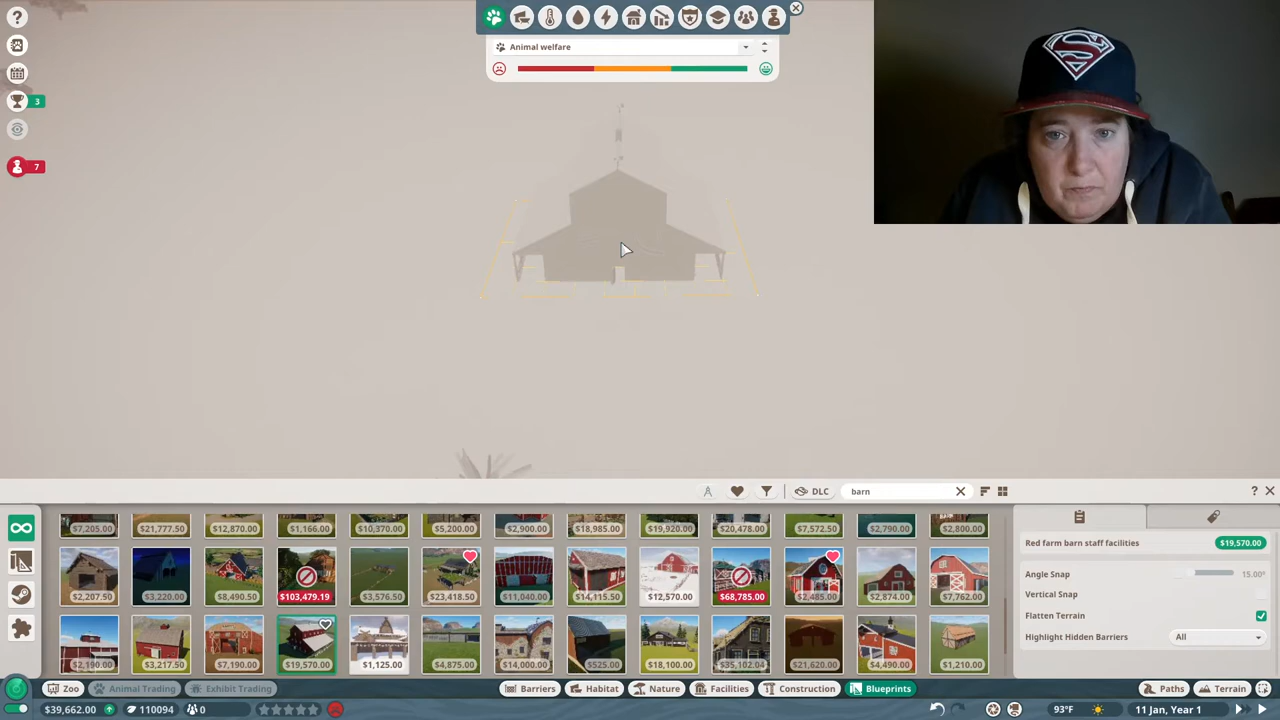 Animal welfare
3
7
barn
DLC
$7,205.00 $21,777.50 $12,870.00 $1,166.00 $10,370.00 $5,200.00 $2,900.00 $18,985.00 $19,920.00 $20,478.00 $7,572.50 $2,790.00 $2,800.00
$2,207.50 $3,220.00 $8,490.50 $103,479.19 $3,576.50 $23,418.50 $11,040.00 $14,115.50 $12,570.00 $68,785.00 $2,485.00 $2,874.00 $7,762.00
$2,190.00 $3,217.50 $7,190.00 $19,570.00 $1,125.00 $4,875.00 $14,000.00 $525.00 $18,100.00 $35,102.04 $21,620.00 $4,490.00 $1,210.00
Red farm barn staff facilities $19,570.00
Angle Snap 15.00°
Vertical Snap
Flatten Terrain
Highlight Hidden Barriers All
Zoo Animal Trading Exhibit Trading Barriers Habitat Nature Facilities Construction Blueprints Paths Terrain
$39,662.00 110094 0 93°F 11 Jan, Year 1